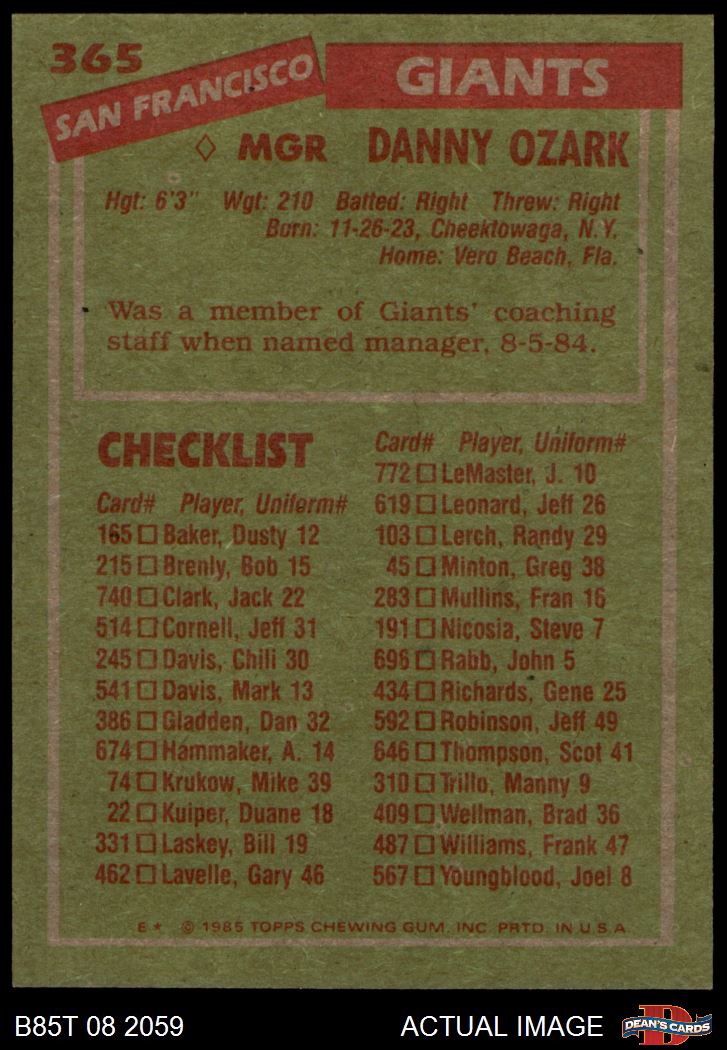 365
SAN FRANCISCO GIANTS
◇ MGR DANNY OZARK
Hgt: 6'3" Wgt: 210 Batted: Right Threw: Right
Born: 11-26-23, Cheektowaga, N.Y.
Home: Vero Beach, Fla.
Was a member of Giants' coaching
staff when named manager, 8-5-84.
CHECKLIST
Card# Player, Uniform#
165 □ Baker, Dusty 12
215 □ Brenly, Bob 15
740 □ Clark, Jack 22
514 □ Cornell, Jeff 31
245 □ Davis, Chili 30
541 □ Davis, Mark 13
386 □ Gladden, Dan 32
674 □ Hammaker, A. 14
74 □ Krukow, Mike 39
22 □ Kuiper, Duane 18
331 □ Laskey, Bill 19
462 □ Lavelle, Gary 46
Card# Player, Uniform#
772 □ LeMaster, J. 10
619 □ Leonard, Jeff 26
103 □ Lerch, Randy 29
45 □ Minton, Greg 38
283 □ Mullins, Fran 16
191 □ Nicosia, Steve 7
696 □ Rabb, John 5
434 □ Richards, Gene 25
592 □ Robinson, Jeff 49
646 □ Thompson, Scot 41
310 □ Trillo, Manny 9
409 □ Wellman, Brad 36
487 □ Williams, Frank 47
567 □ Youngblood, Joel 8
E* © 1985 TOPPS CHEWING GUM, INC. PRTD. IN U.S.A.
B85T 08 2059 ACTUAL IMAGE
D
DEAN'S CARDS